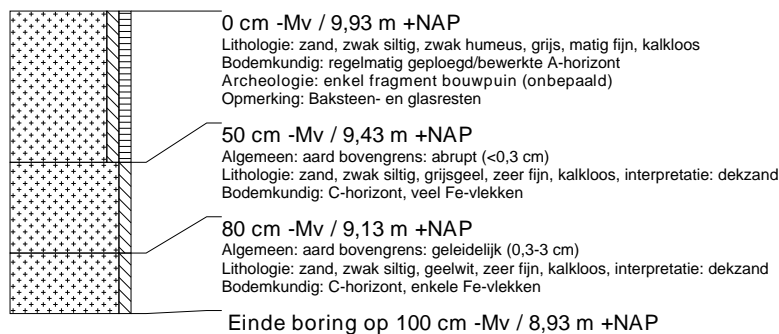 0 cm -Mv / 9,93 m +NAP
Lithologie: zand, zwak siltig, zwak humeus, grijs, matig fijn, kalkloos
Bodemkundig: regelmatig geploegd/bewerkte A-horizont
Archeologie: enkel fragment bouwpuin (onbepaald)
Opmerking: Baksteen- en glasresten
50 cm -Mv / 9,43 m +NAP
Algemeen: aard bovengrens: abrupt (<0,3 cm)
Lithologie: zand, zwak siltig, grijsgeel, zeer fijn, kalkloos, interpretatie: dekzand
Bodemkundig: C-horizont, veel Fe-vlekken
80 cm -Mv / 9,13 m +NAP
Algemeen: aard bovengrens: geleidelijk (0,3-3 cm)
Lithologie: zand, zwak siltig, geelwit, zeer fijn, kalkloos, interpretatie: dekzand
Bodemkundig: C-horizont, enkele Fe-vlekken
Einde boring op 100 cm -Mv / 8,93 m +NAP